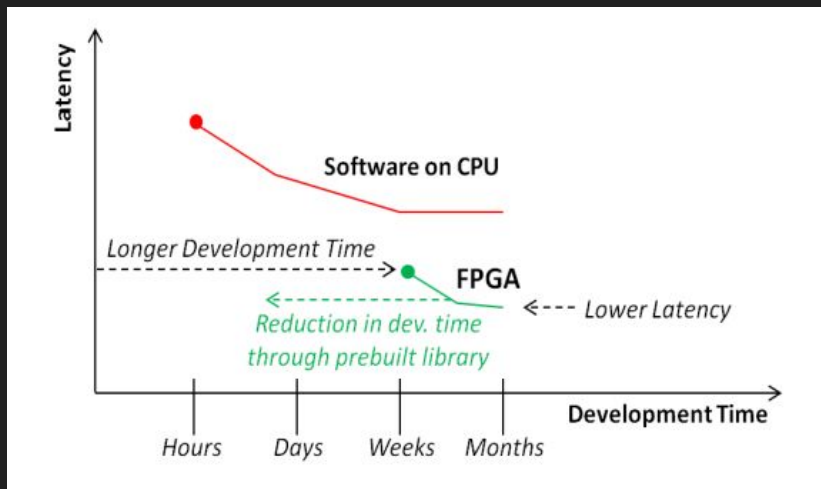 Latency
Software on CPU
Longer Development Time
FPGA
Lower Latency
Reduction in dev. time
through prebuilt library
Development Time
Hours
Days
Weeks
Months